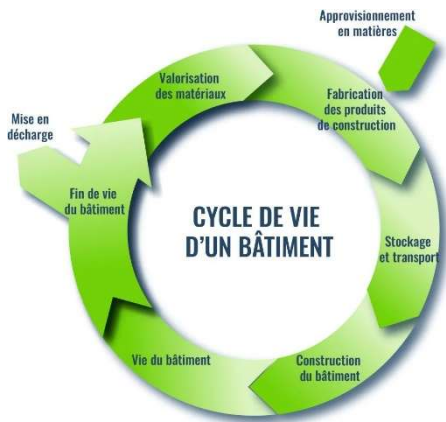 Approvisionnement
en matières
Valorisation
des matériaux
Fabrication
des produits
de construction
Mise en
décharge
Fin de vie
du bâtiment
CYCLE DE VIE
D'UN BÂTIMENT
Stockage
et transport
Vie du bâtiment
Construction
du bâtiment